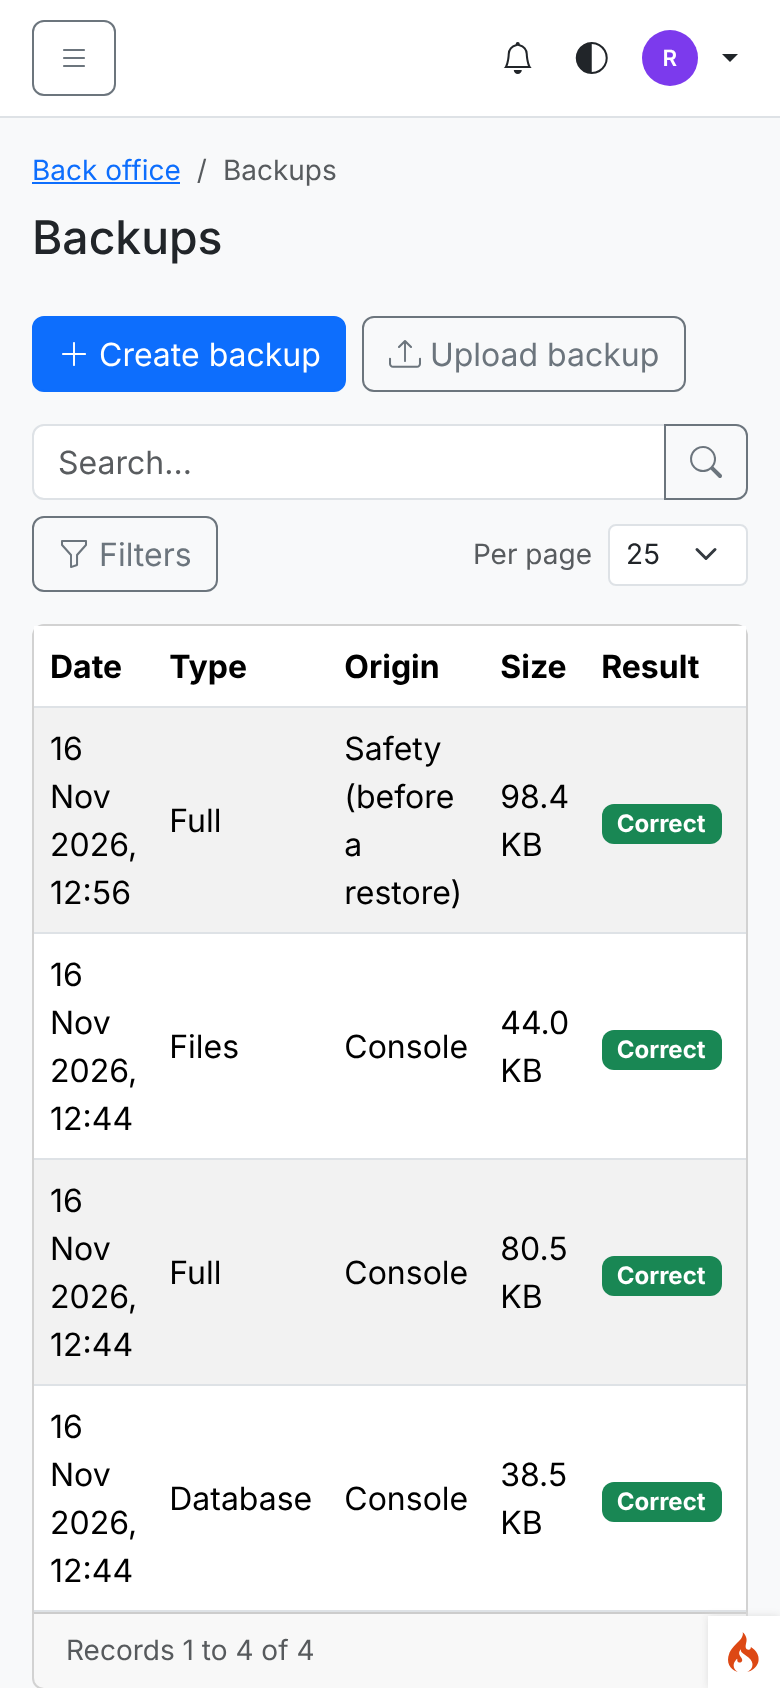 R
Back office / Backups
Backups
Create backup
Upload backup
Search...
Filters
Per page 25
Date Type Origin Size Result
16 Nov 2026, 12:56 Full Safety (before a restore) 98.4 KB Correct
16 Nov 2026, 12:44 Files Console 44.0 KB Correct
16 Nov 2026, 12:44 Full Console 80.5 KB Correct
16 Nov 2026, 12:44 Database Console 38.5 KB Correct
Records 1 to 4 of 4